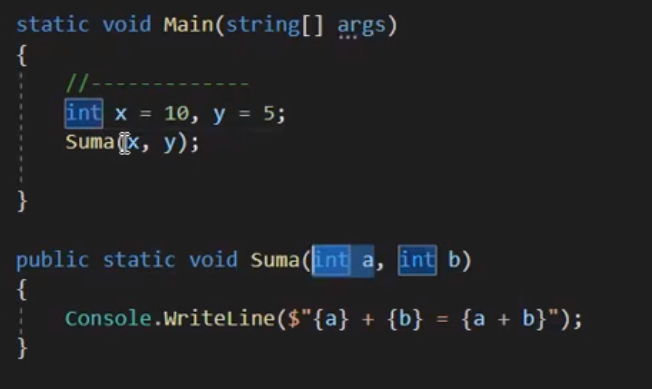 static void Main(string[] args)
{
//-------------
int x = 10, y = 5;
Suma(x, y);
}
public static void Suma(int a, int b)
{
Console.WriteLine($"{a} + {b} = {a + b}");
}